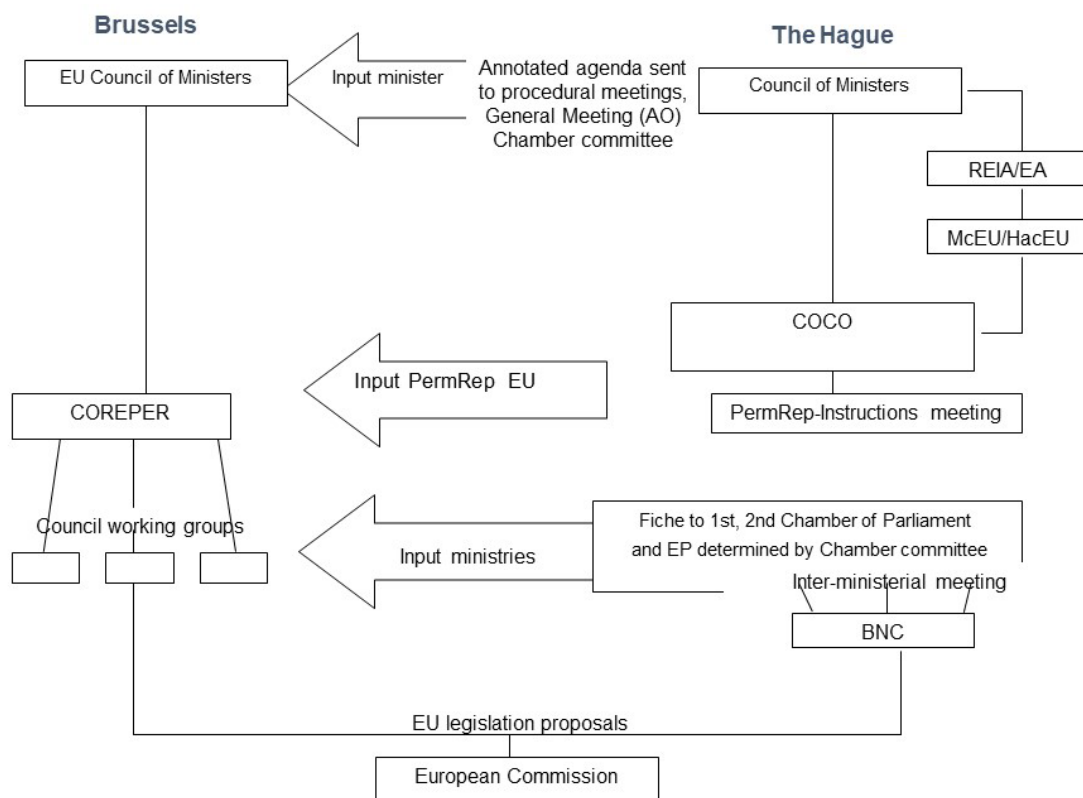 Brussels
The Hague
EU Council of Ministers
Input minister
Annotated agenda sent
to procedural meetings,
General Meeting (AO)
Chamber committee
Council of Ministers
REIA/EA
McEU/HacEU
COCO
Input PermRep EU
COREPER
PermRep-Instructions meeting
Council working groups
Input ministries
Fiche to 1st, 2nd Chamber of Parliament
and EP determined by Chamber committee
Inter-ministerial meeting
BNC
EU legislation proposals
European Commission